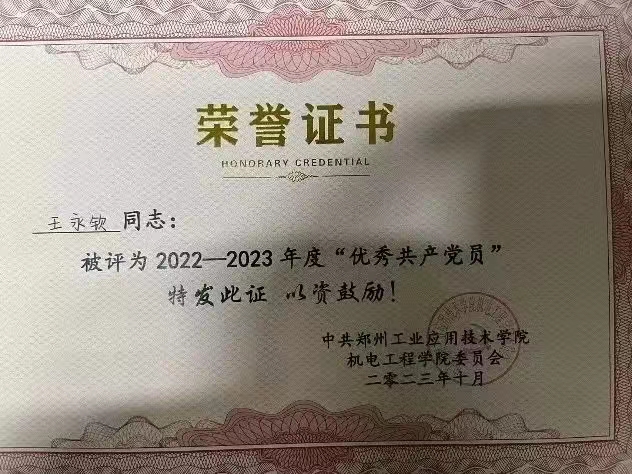 荣誉证书
HONORARY CREDENTIAL
王永钦 同志：
被评为 2022—2023 年度“优秀共产党员”
特发此证 以资鼓励！
中共郑州工业应用技术学院
机电工程学院委员会
二零二三年十月